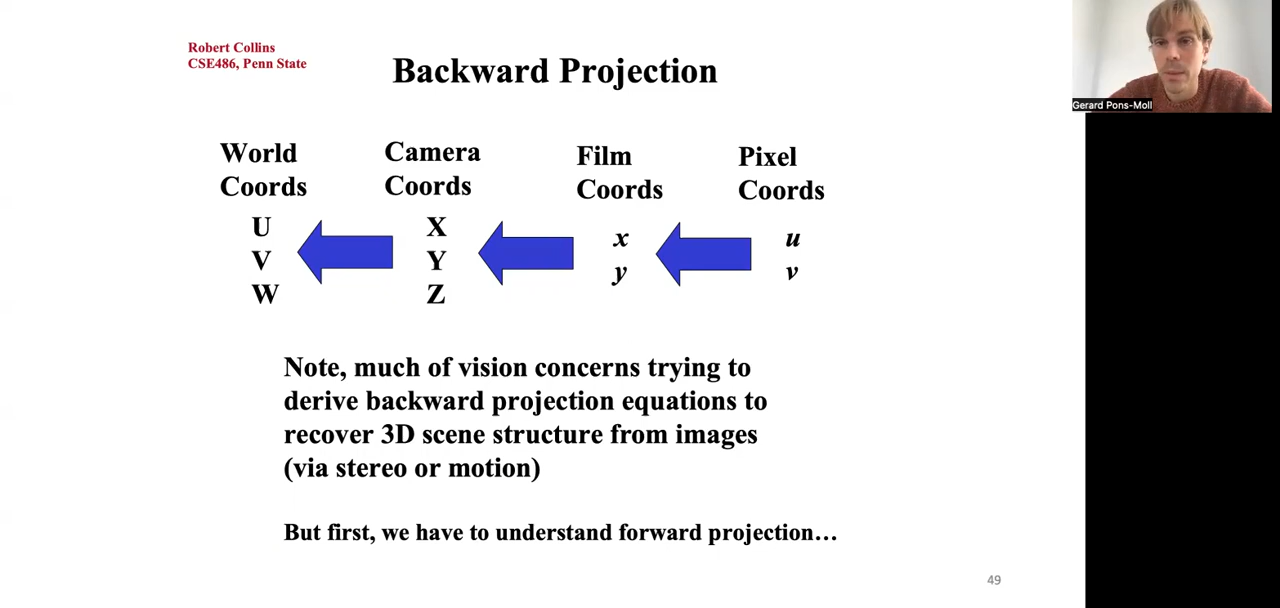 Robert Collins
CSE486, Penn State
Backward Projection
World
Coords
U
V
W
Camera
Coords
X
Y
Z
Film
Coords
x
y
Pixel
Coords
u
v
Note, much of vision concerns trying to
derive backward projection equations to
recover 3D scene structure from images
(via stereo or motion)
But first, we have to understand forward projection…
49
Gerard Pons-Moll